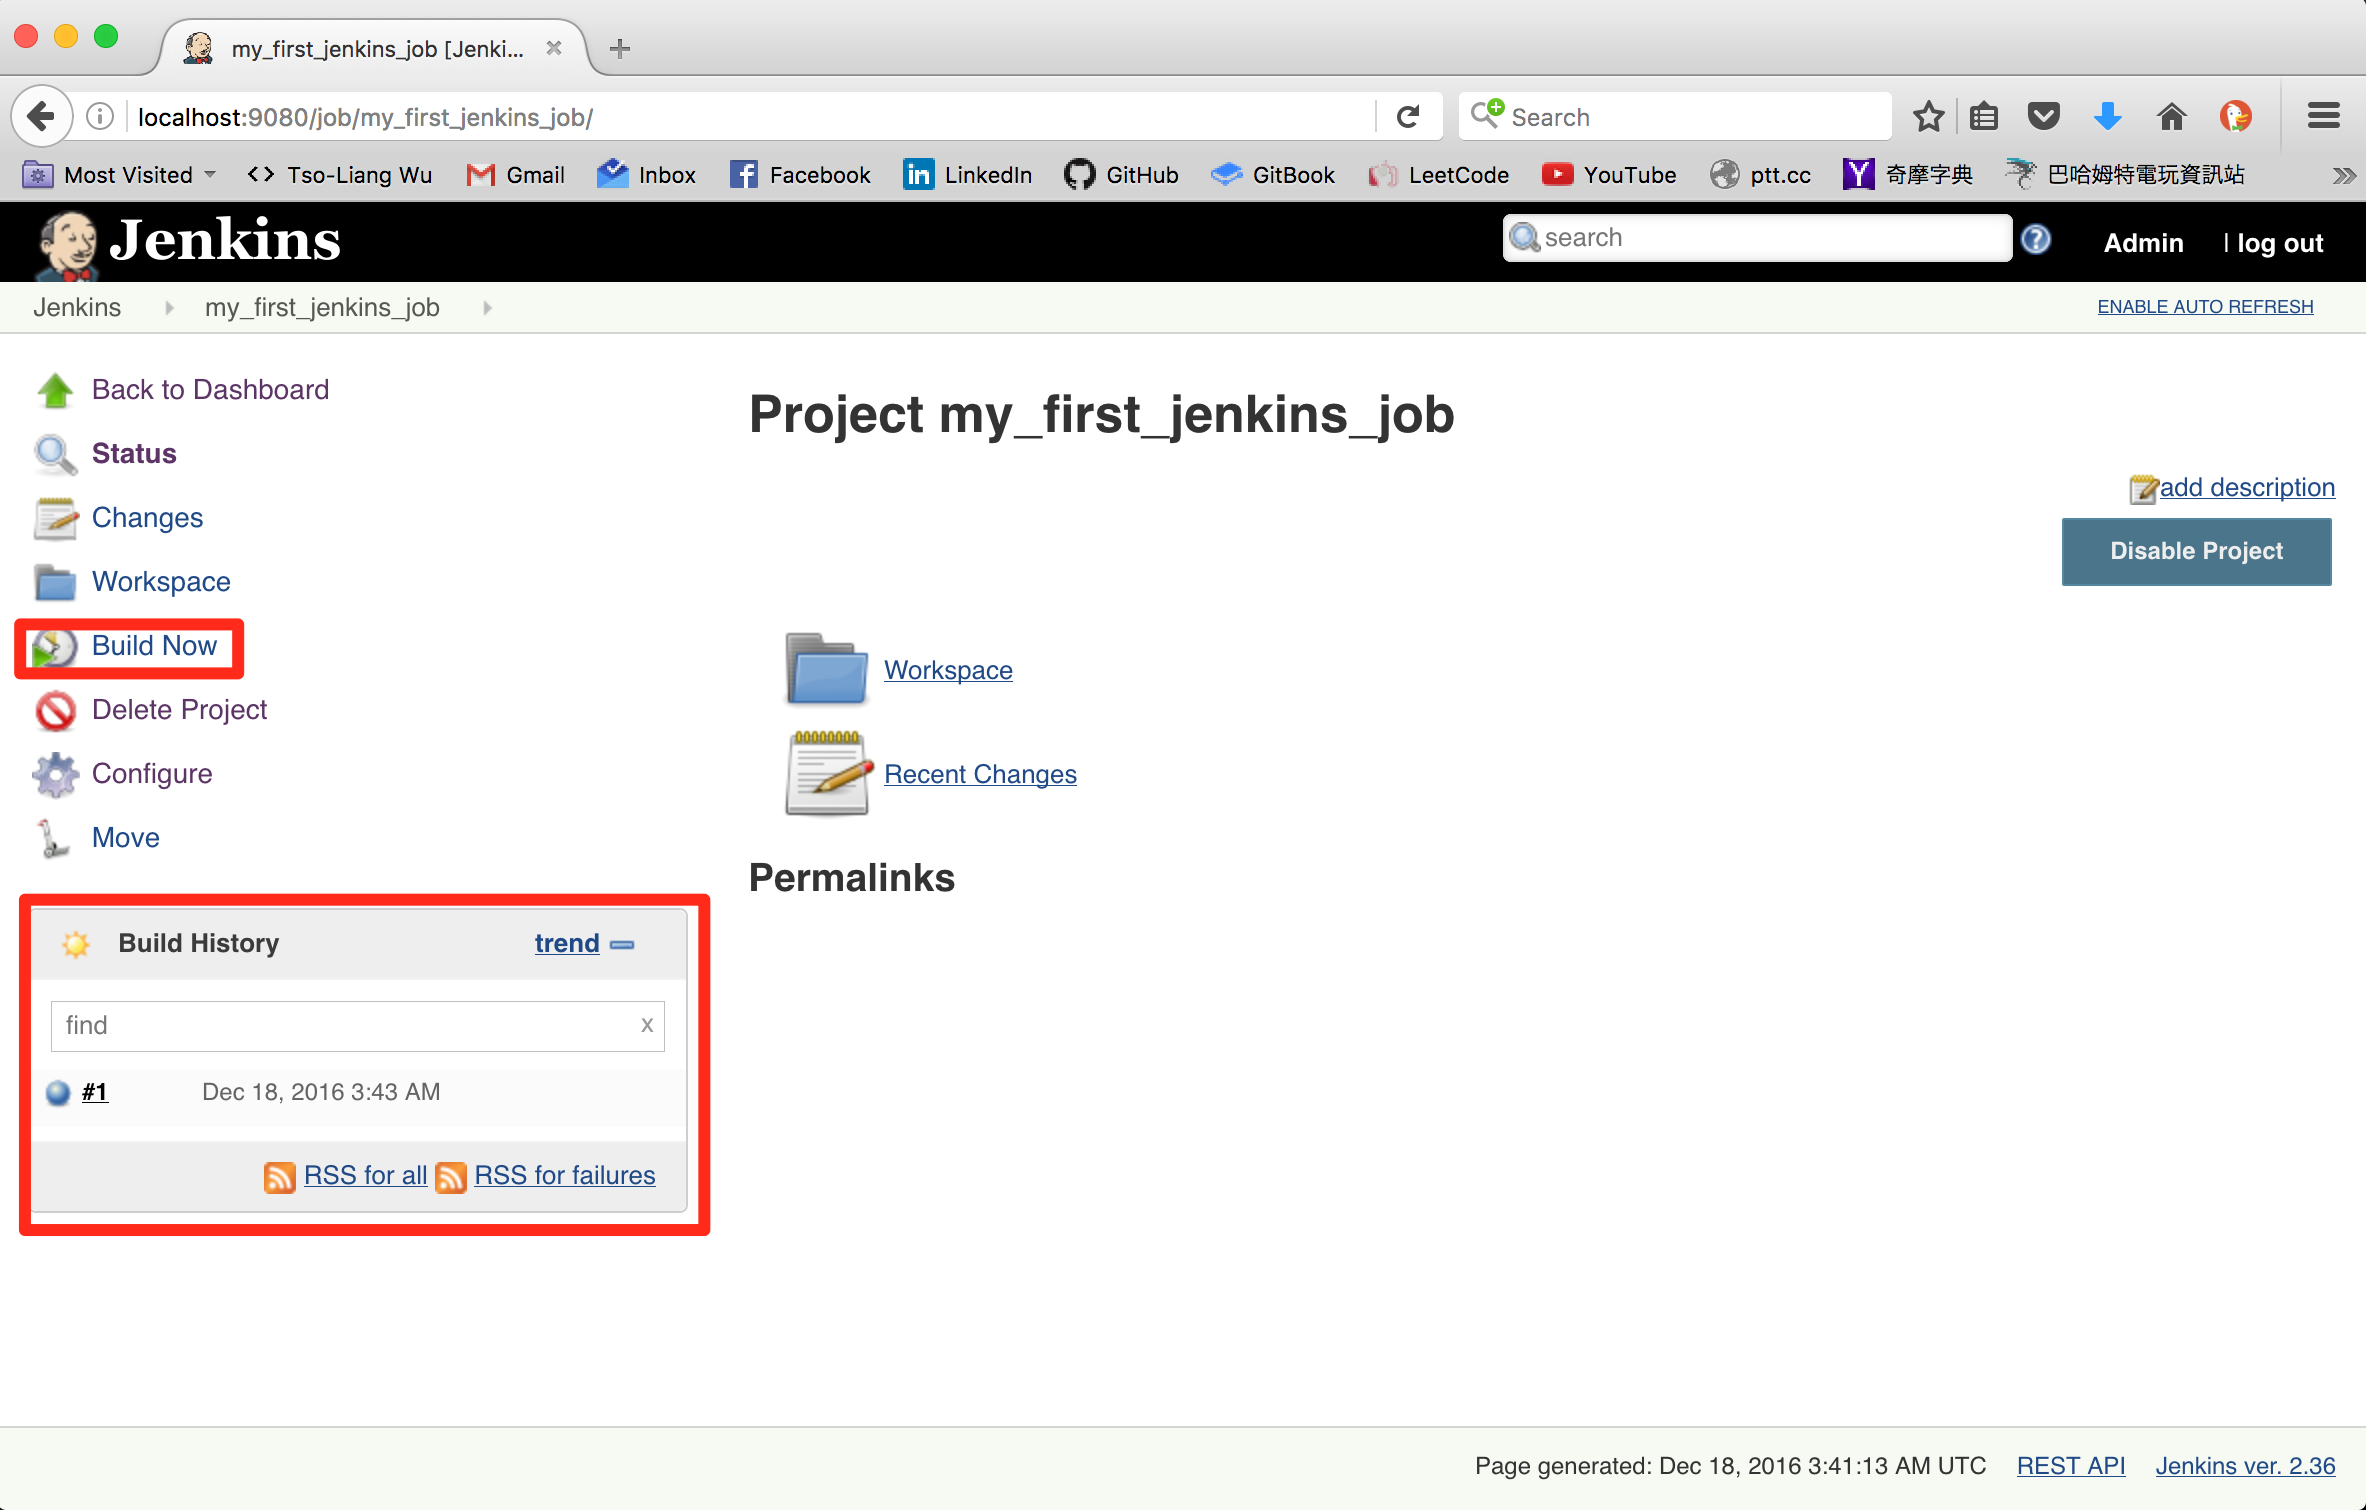 my_first_jenkins_job [Jenki...
localhost:9080/job/my_first_jenkins_job/
Search
Most Visited
Tso-Liang Wu
Gmail
Inbox
Facebook
LinkedIn
GitHub
GitBook
LeetCode
YouTube
ptt.cc
奇摩字典
巴哈姆特電玩資訊站
Jenkins
search
Admin
| log out
Jenkins
my_first_jenkins_job
ENABLE AUTO REFRESH
Back to Dashboard
Status
Changes
Workspace
Build Now
Delete Project
Configure
Move
Project my_first_jenkins_job
add description
Disable Project
Workspace
Recent Changes
Permalinks
Build History
trend
find
x
#1
Dec 18, 2016 3:43 AM
RSS for all
RSS for failures
Page generated: Dec 18, 2016 3:41:13 AM UTC
REST API
Jenkins ver. 2.36